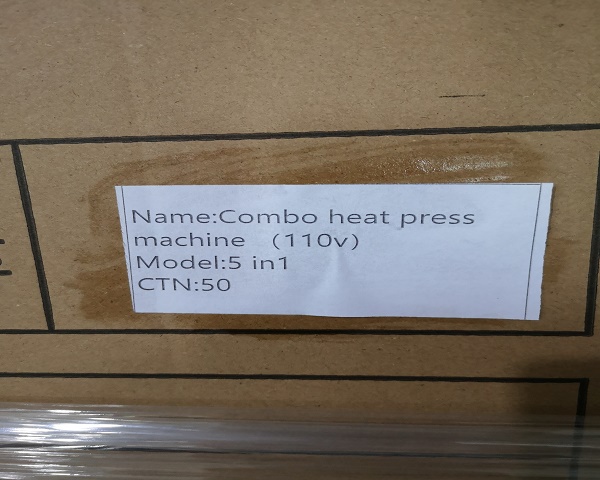 Name:Combo heat press
machine （110v）
Model:5 in1
CTN:50